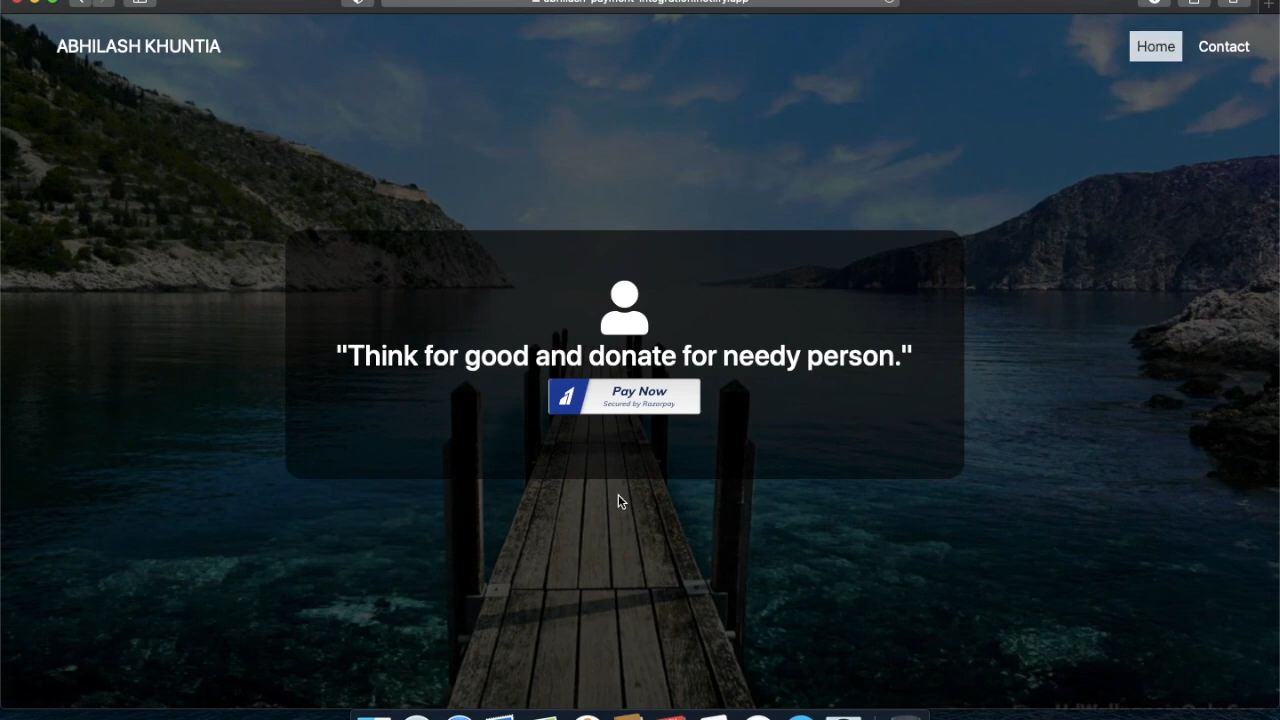 ABHILASH KHUNTIA
Home
Contact
"Think for good and donate for needy person."
Pay Now
Secured by Razorpay